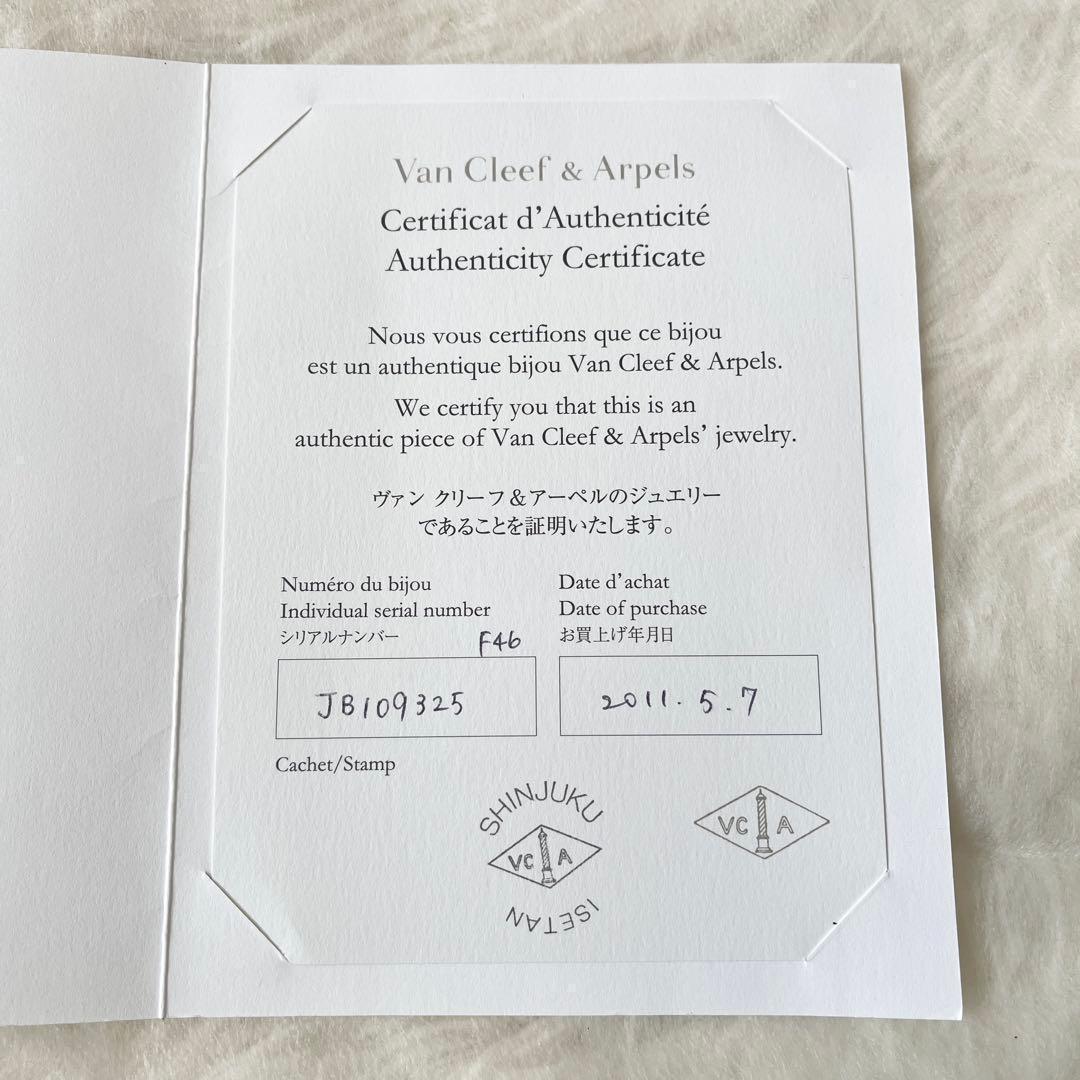 Van Cleef & Arpels
Certificat d’Authenticité
Authenticity Certificate
Nous vous certifions que ce bijou
est un authentique bijou Van Cleef & Arpels.
We certify you that this is an
authentic piece of Van Cleef & Arpels’ jewelry.
ヴァン クリーフ&アーペルのジュエリー
であることを証明いたします。
Numéro du bijou
Individual serial number
シリアルナンバー
F46
JB109325
Date d’achat
Date of purchase
お買上げ年月日
2011. 5. 7
Cachet/Stamp
SHINJUKU
VC A
ISETAN
VC A